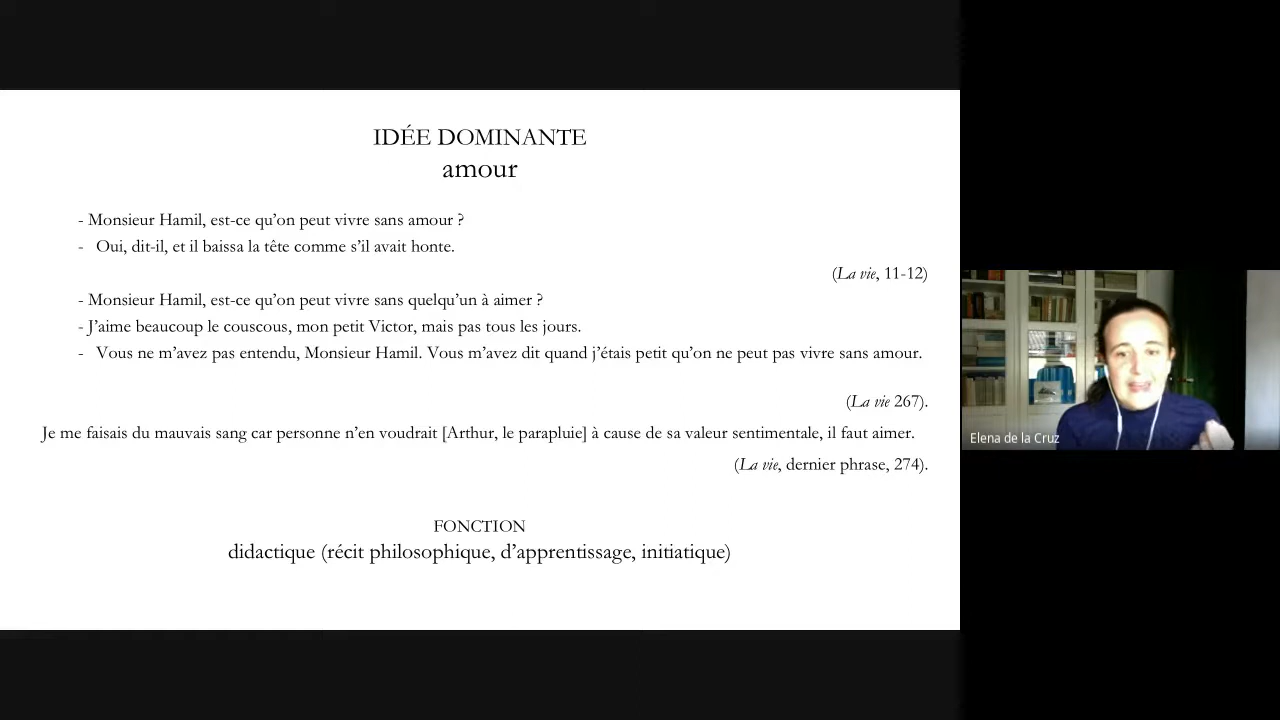 IDÉE DOMINANTE
amour
- Monsieur Hamil, est-ce qu’on peut vivre sans amour ?
- Oui, dit-il, et il baissa la tête comme s’il avait honte.
(La vie, 11-12)
- Monsieur Hamil, est-ce qu’on peut vivre sans quelqu’un à aimer ?
- J’aime beaucoup le couscous, mon petit Victor, mais pas tous les jours.
- Vous ne m’avez pas entendu, Monsieur Hamil. Vous m’avez dit quand j’étais petit qu’on ne peut pas vivre sans amour.
(La vie 267).
Je me faisais du mauvais sang car personne n’en voudrait [Arthur, le parapluie] à cause de sa valeur sentimentale, il faut aimer.
(La vie, dernier phrase, 274).
FONCTION
didactique (récit philosophique, d’apprentissage, initiatique)
Elena de la Cruz